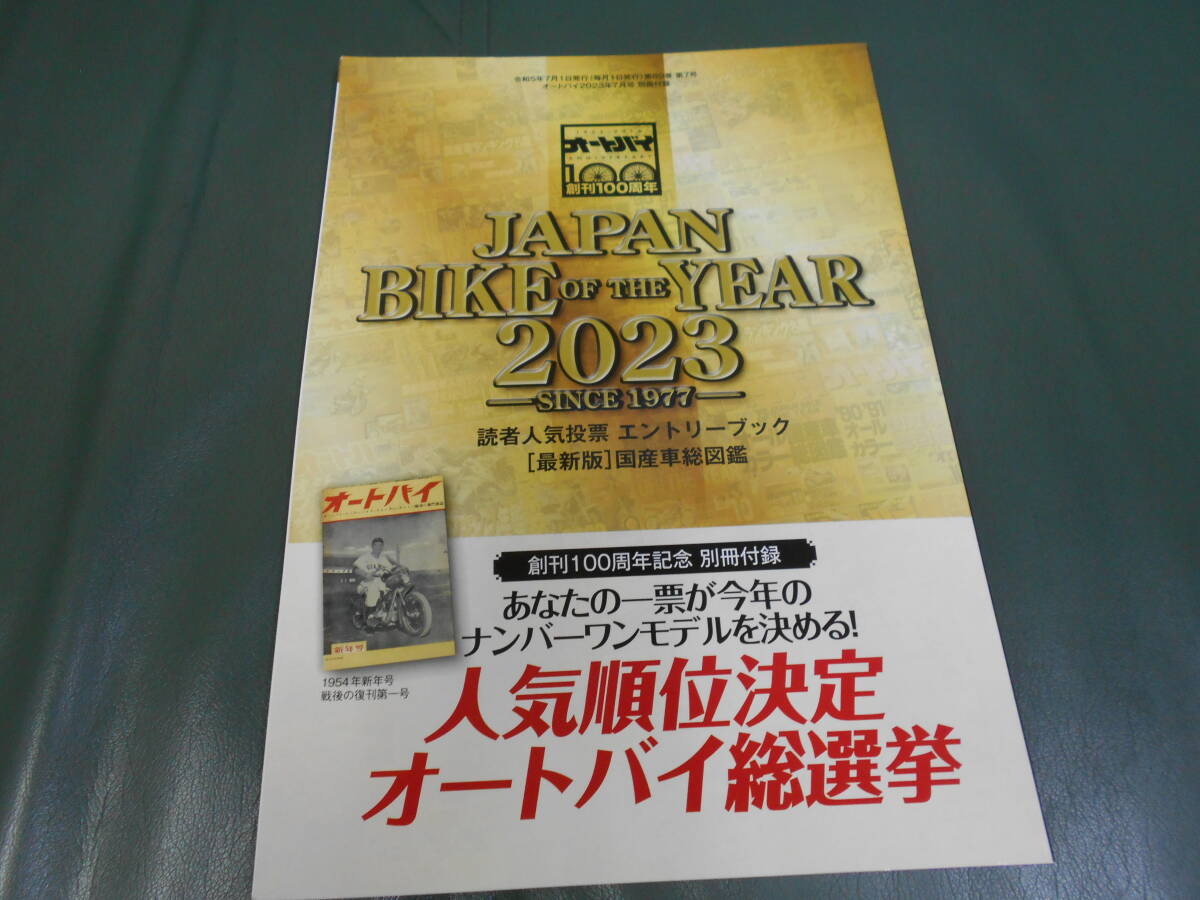 令和5年7月1日発行(毎月1日発行)第89巻 第7号
オートバイ2023年7月号 別冊付録
オートバイ
ANNIVERSARY
100
創刊100周年
JAPAN
BIKE OF THE YEAR
2023
SINCE 1977
読者人気投票 エントリーブック
[最新版]国産車総図鑑
オートバイ
新年号
1954年新年号
戦後の復刊第一号
創刊100周年記念 別冊付録
あなたの一票が今年の
ナンバーワンモデルを決める!
人気順位決定
オートバイ総選挙